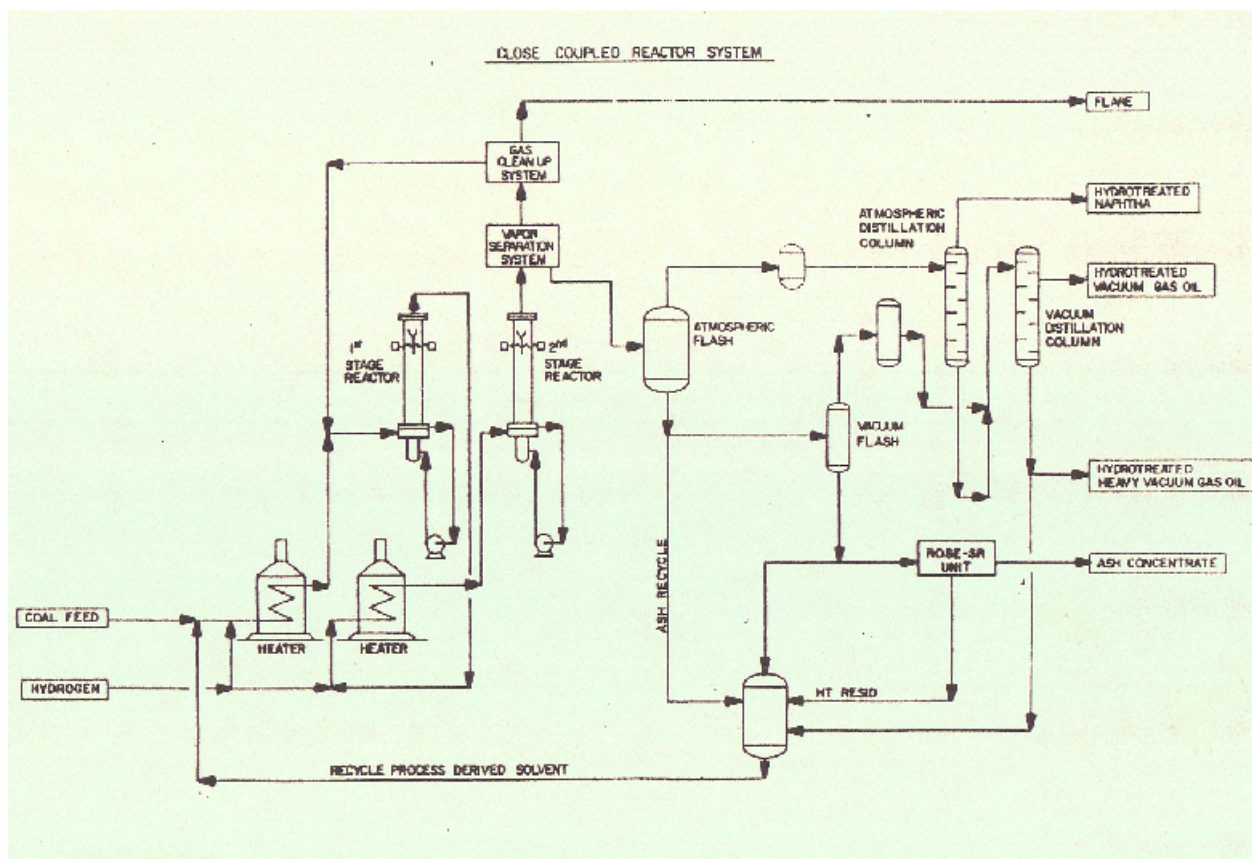 CLOSE COUPLED REACTOR SYSTEM
FLARE
GAS
CLEAN UP
SYSTEM
HYDROTREATED
NAPHTHA
ATMOSPHERIC
DISTILLATION
COLUMN
VAPOR
SEPARATION
SYSTEM
HYDROTREATED
VACUUM GAS OIL
ATMOSPHERIC
FLASH
VACUUM
DISTILLATION
COLUMN
1st
STAGE
REACTOR
2nd
STAGE
REACTOR
VACUUM
FLASH
HYDROTREATED
HEAVY VACUUM GAS OIL
ASH RECYCLE
ROSE-SR
UNIT
ASH CONCENTRATE
COAL FEED
HEATER
HEATER
HYDROGEN
HT RESID
RECYCLE PROCESS DERIVED SOLVENT